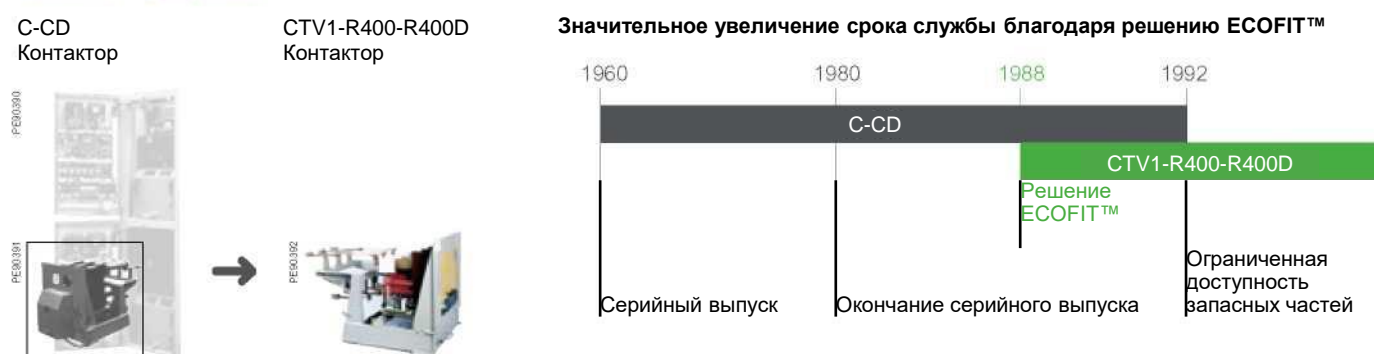 C-CD
Контактор
CTV1-R400-R400D
Контактор
PE90390
PE90391
PE90392
Значительное увеличение срока службы благодаря решению ECOFIT™
1960
1980
1988
1992
C-CD
CTV1-R400-R400D
Решение
ECOFIT™
Серийный выпуск
Окончание серийного выпуска
Ограниченная
доступность
запасных частей